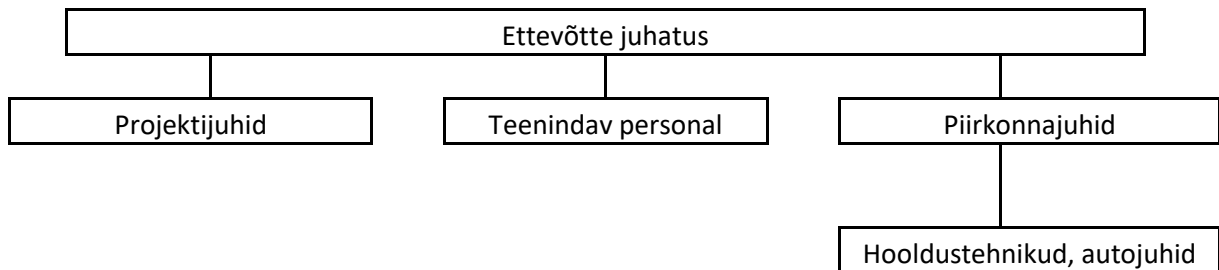 Ettevõtte juhatus
Projektijuhid
Teenindav personal
Piirkonnajuhid
Hooldustehnikud, autojuhid